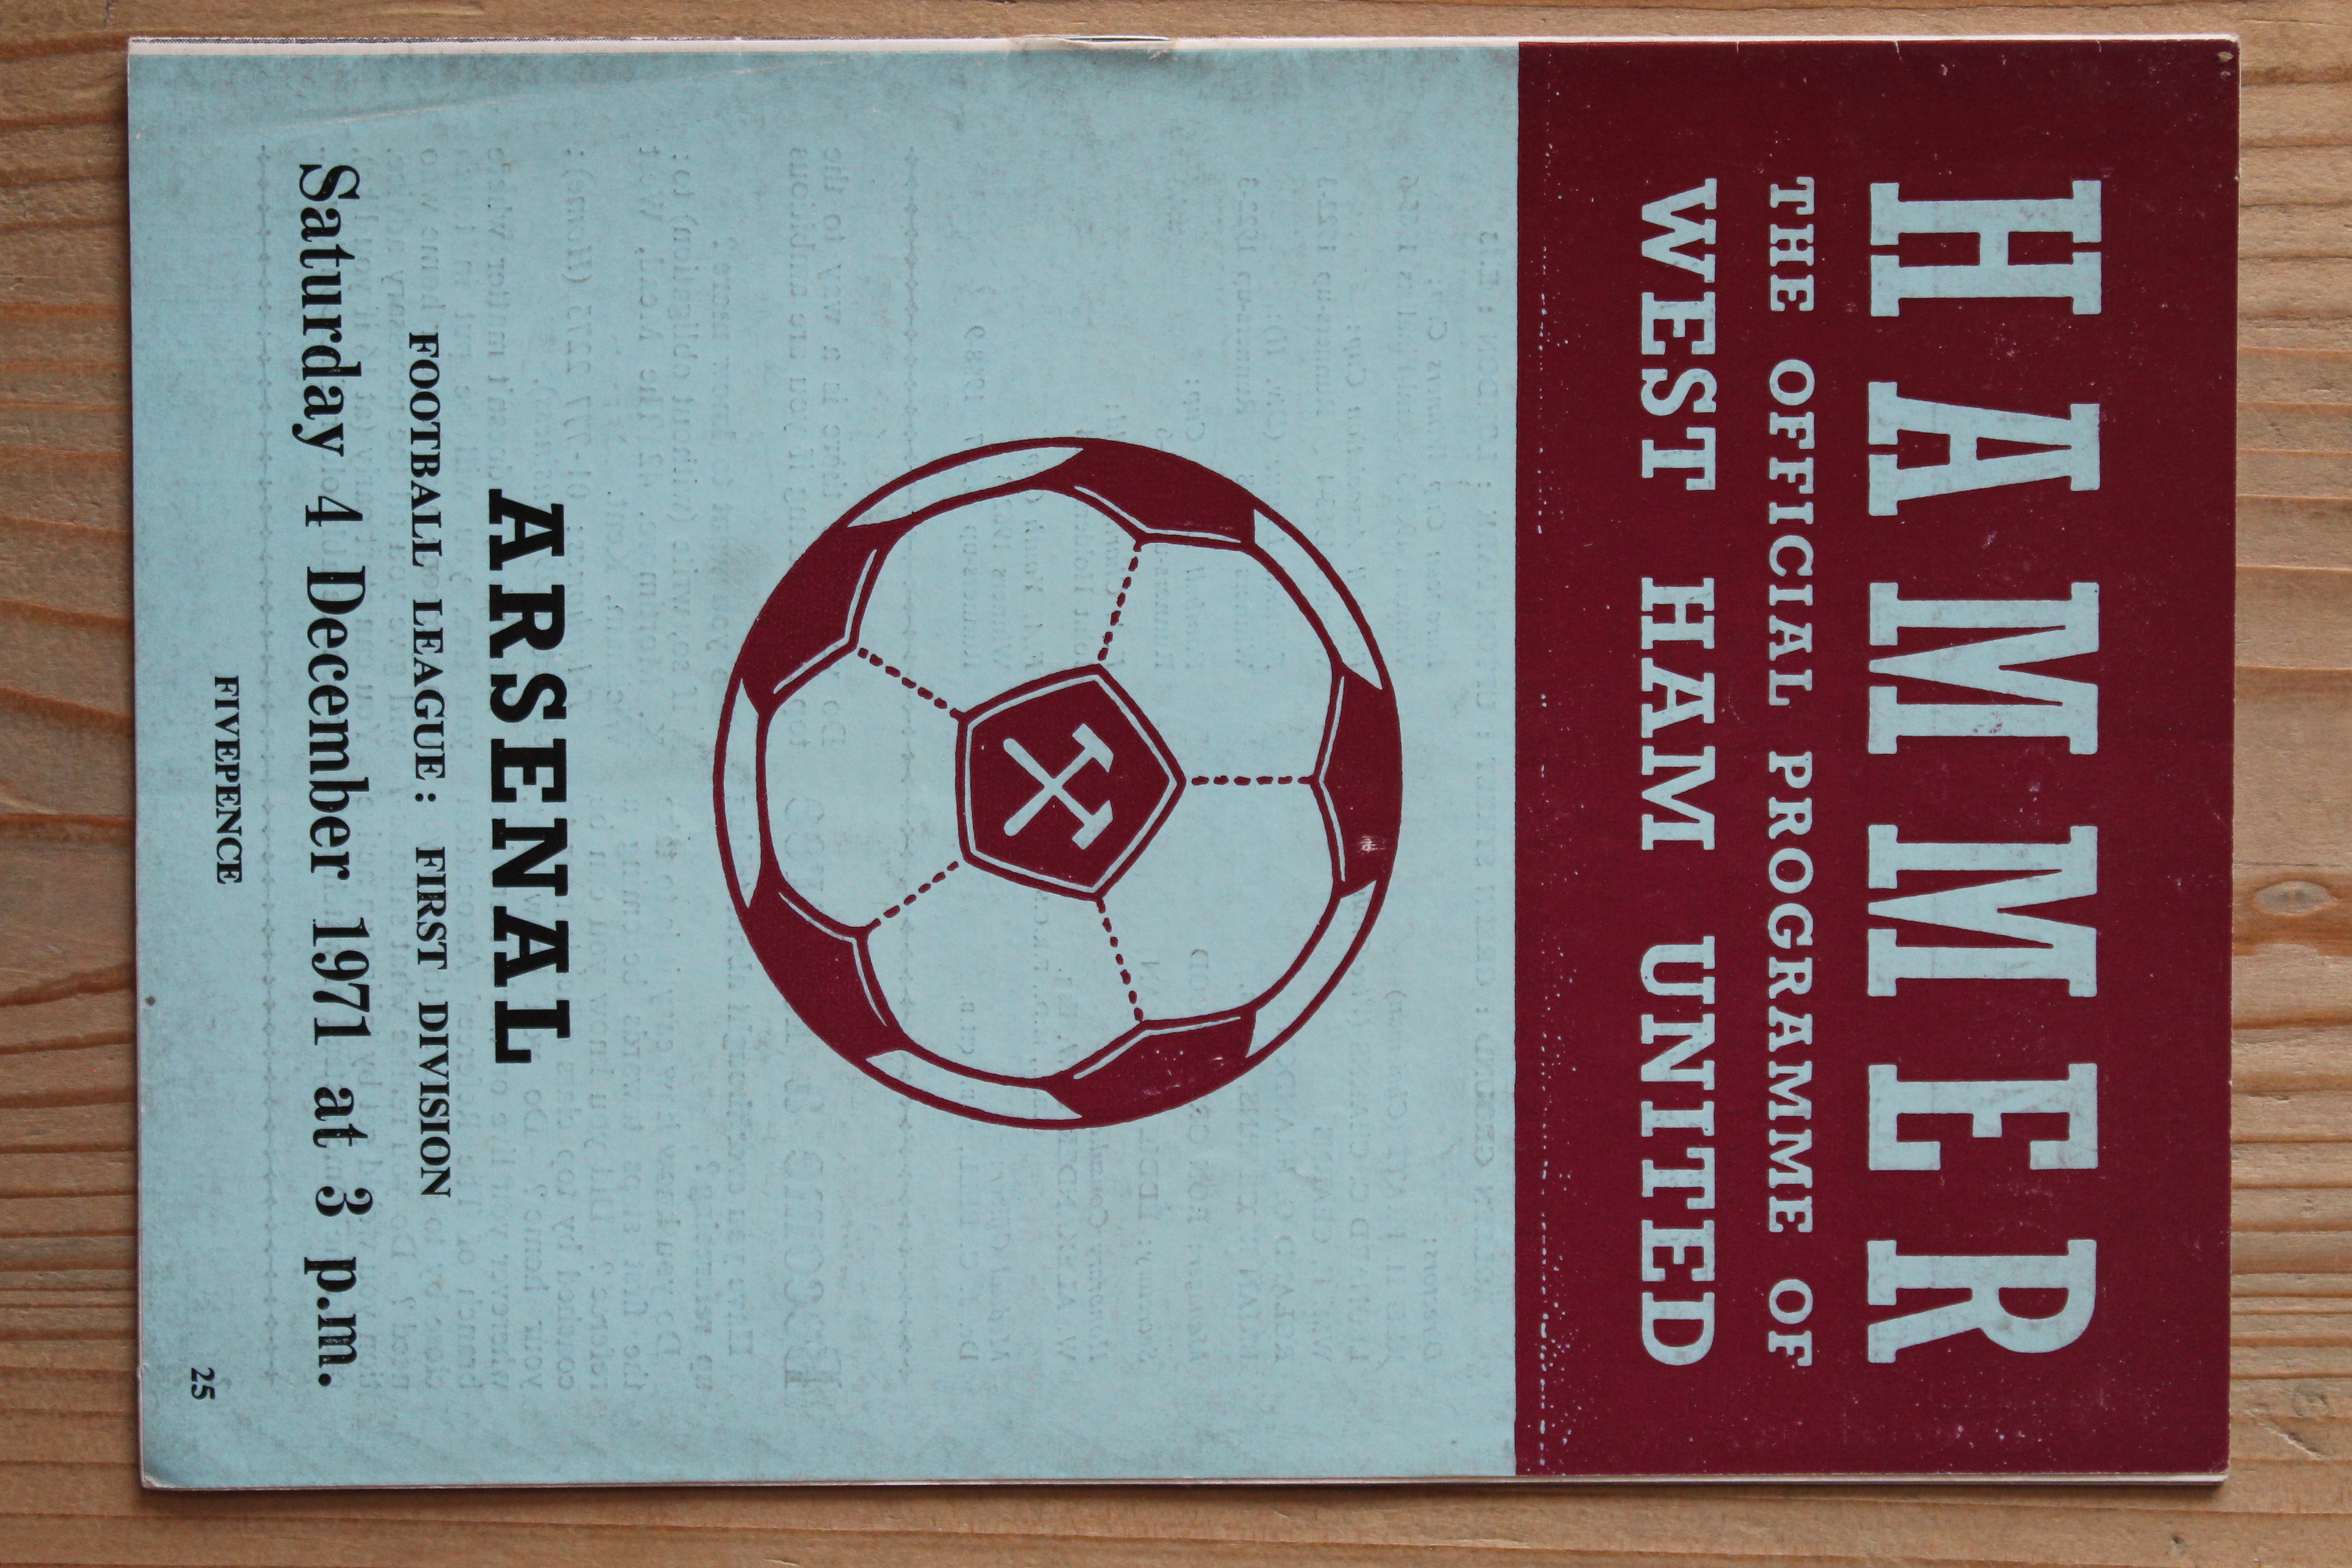 HAMMER
THE OFFICIAL PROGRAMME OF
WEST HAM UNITED
ARSENAL
FOOTBALL LEAGUE : FIRST DIVISION
Saturday 4 December 1971 at 3 p.m.
FIVEPENCE
25